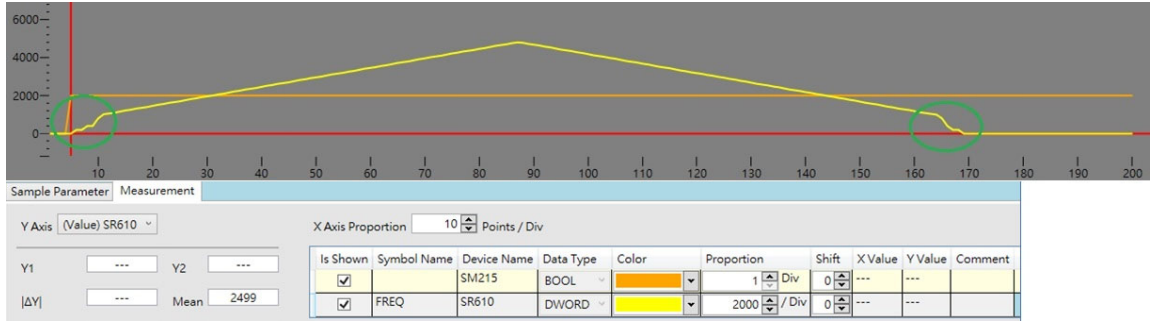 6000
4000
2000
0
10 20 30 40 50 60 70 80 90 100 110 120 130 140 150 160 170 180 190 200
Sample Parameter Measurement
Y Axis (Value) SR610 X Axis Proportion 10 Points / Div
Is Shown Symbol Name Device Name Data Type Color Proportion Shift X Value Y Value Comment
Y1 --- Y2 --- SM215 BOOL 1 Div 0 --- ---
|ΔY| --- Mean 2499 FREQ SR610 DWORD 2000 / Div 0 --- ---